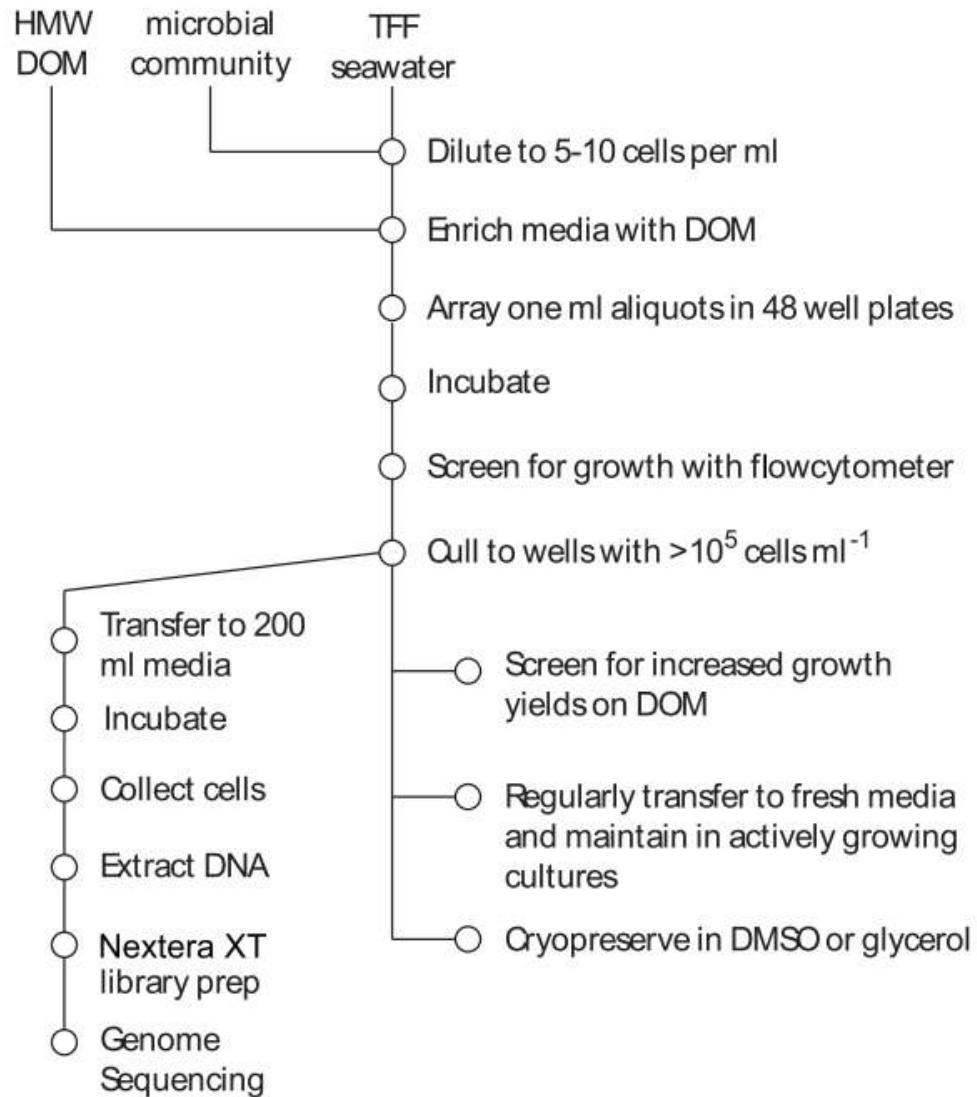 HMW
DOM
microbial
community
TFF
seawater
Dilute to 5-10 cells per ml
Enrich media with DOM
Array one ml aliquots in 48 well plates
Incubate
Screen for growth with flowcytometer
Cull to wells with >10⁵ cells ml⁻¹
Transfer to 200
ml media
Incubate
Collect cells
Extract DNA
Nextera XT
library prep
Genome
Sequencing
Screen for increased growth
yields on DOM
Regularly transfer to fresh media
and maintain in actively growing
cultures
Cryopreserve in DMSO or glycerol